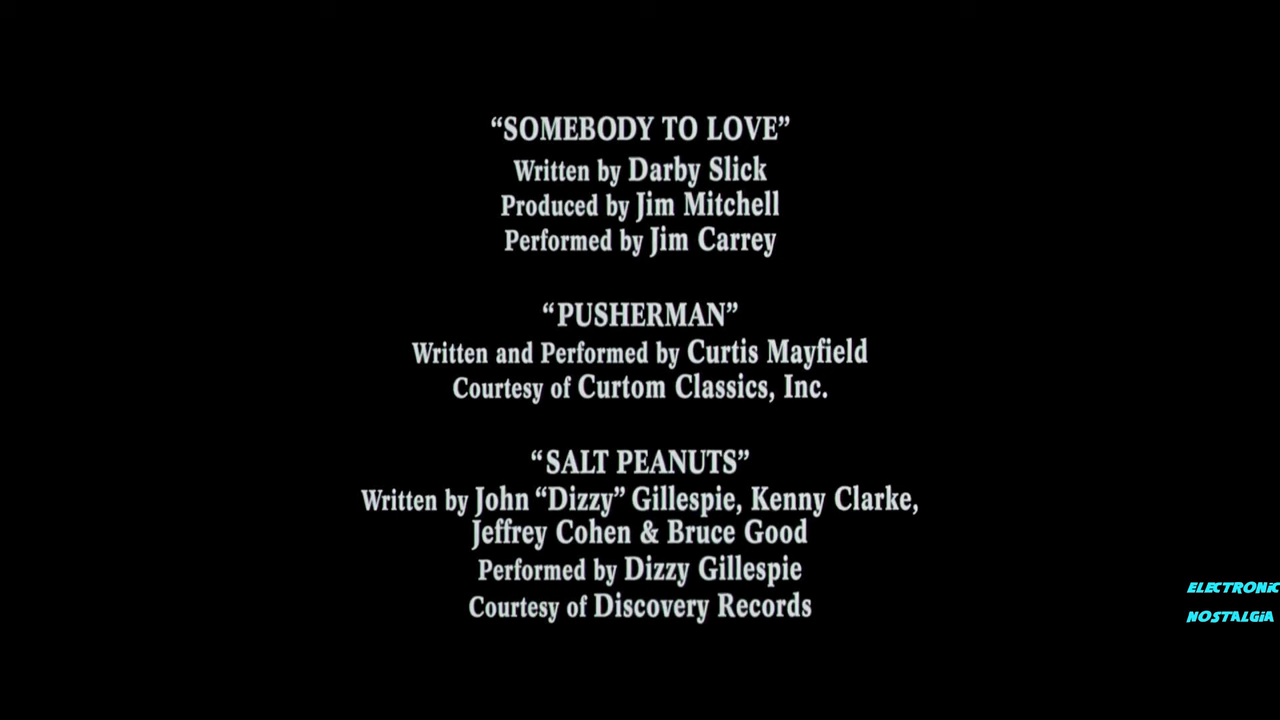 “SOMEBODY TO LOVE”
Written by Darby Slick
Produced by Jim Mitchell
Performed by Jim Carrey
“PUSHERMAN”
Written and Performed by Curtis Mayfield
Courtesy of Curtom Classics, Inc.
“SALT PEANUTS”
Written by John “Dizzy” Gillespie, Kenny Clarke,
Jeffrey Cohen & Bruce Good
Performed by Dizzy Gillespie
Courtesy of Discovery Records
ELECTRONIC
NOSTALGIA